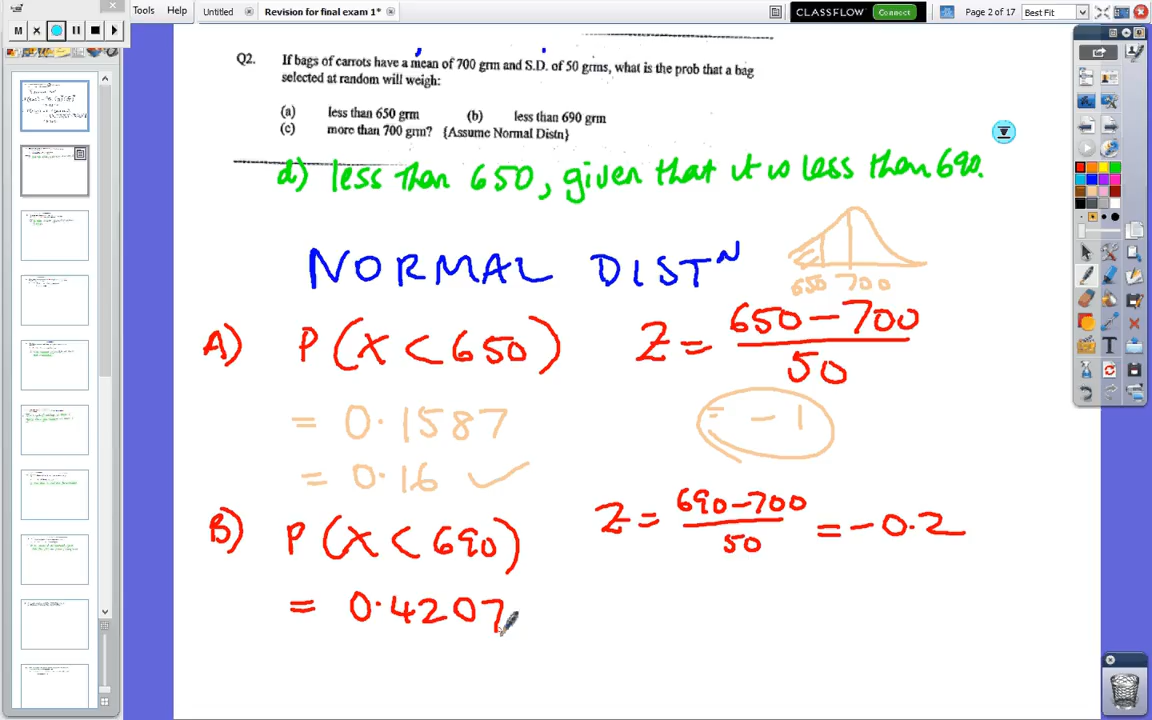 Tools Help Untitled Revision for final exam 1* CLASSFLOW Connect Page 2 of 17 Best Fit
M
Q2. If bags of carrots have a mean of 700 grm and S.D. of 50 grms, what is the prob that a bag
selected at random will weigh:
(a) less than 650 grm (b) less than 690 grm
(c) more than 700 grm? {Assume Normal Distn}
d) less than 650, given that it is less than 690.
NORMAL DISTN
650 700
A) P(X<650) Z = 650-700
50
= 0.1587 = -1
= 0.16 ✓
B) P(X<690) Z = 690-700 = -0.2
50
= 0.4207
T